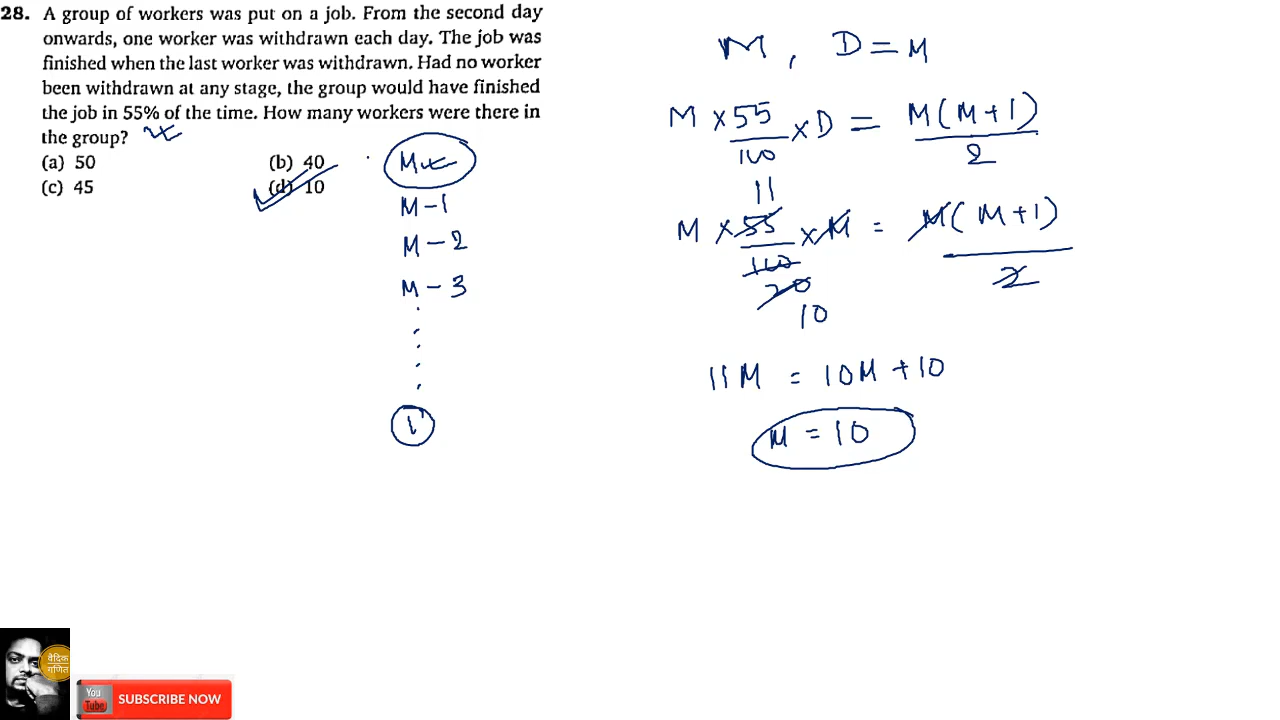 28. A group of workers was put on a job. From the second day
onwards, one worker was withdrawn each day. The job was
finished when the last worker was withdrawn. Had no worker
been withdrawn at any stage, the group would have finished
the job in 55% of the time. How many workers were there in
the group?
(a) 50 (b) 40
(c) 45 (d) 10
M
M-1
M-2
M-3
1
M, D=M
M × 55/100 × D = M(M+1)/2
11
M × 55/100 × M = M(M+1)/2
20
10
11M = 10M + 10
M = 10
वैदिक
गणित
You
Tube
SUBSCRIBE NOW